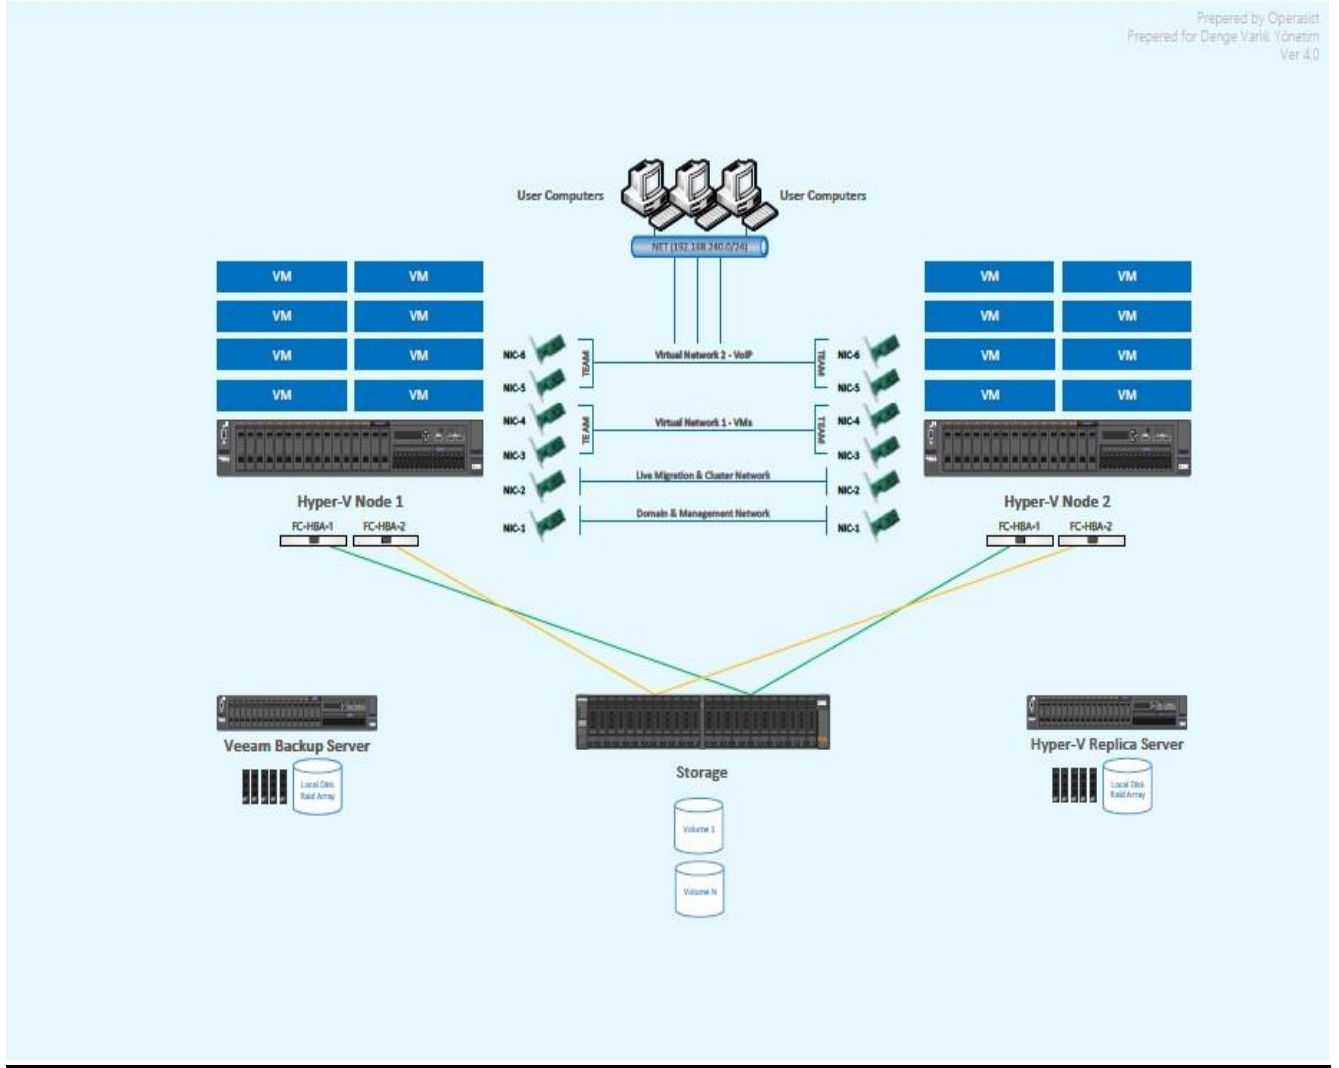 Prepered by Operasist
Prepered for Denge Varlık Yönetim
Ver 4.0
User Computers
User Computers
NET (192.168.240.0/24)
VM VM
VM VM
VM VM
VM VM
VM VM
VM VM
VM VM
VM VM
NIC-6
TEAM
Virtual Network 2 - VoIP
TEAM
NIC-6
NIC-5
NIC-5
NIC-4
TEAM
Virtual Network 1 - VMs
TEAM
NIC-4
NIC-3
NIC-3
NIC-2
Live Migration & Cluster Network
NIC-2
NIC-1
Domain & Management Network
NIC-1
Hyper-V Node 1
FC-HBA-1 FC-HBA-2
Hyper-V Node 2
FC-HBA-1 FC-HBA-2
Veeam Backup Server
Local Disk
Raid Array
Storage
Volume 1
Volume N
Hyper-V Replica Server
Local Disk
Raid Array